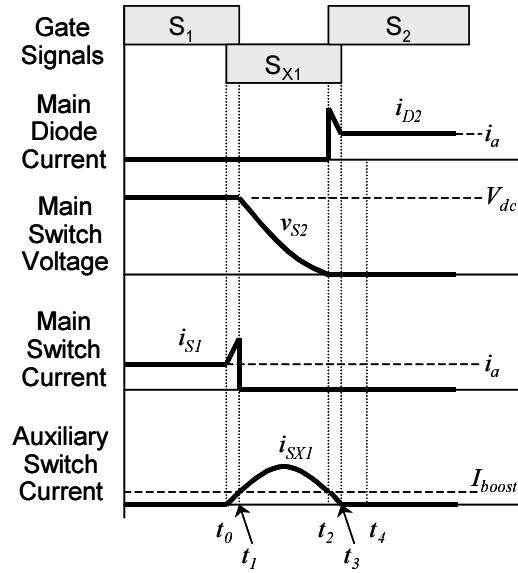 Gate
Signals
S1
S2
SX1
Main
Diode
Current
iD2
ia
Main
Switch
Voltage
Vdc
vS2
Main
Switch
Current
iS1
ia
Auxiliary
Switch
Current
iSX1
Iboost
t0
t1
t2
t3
t4